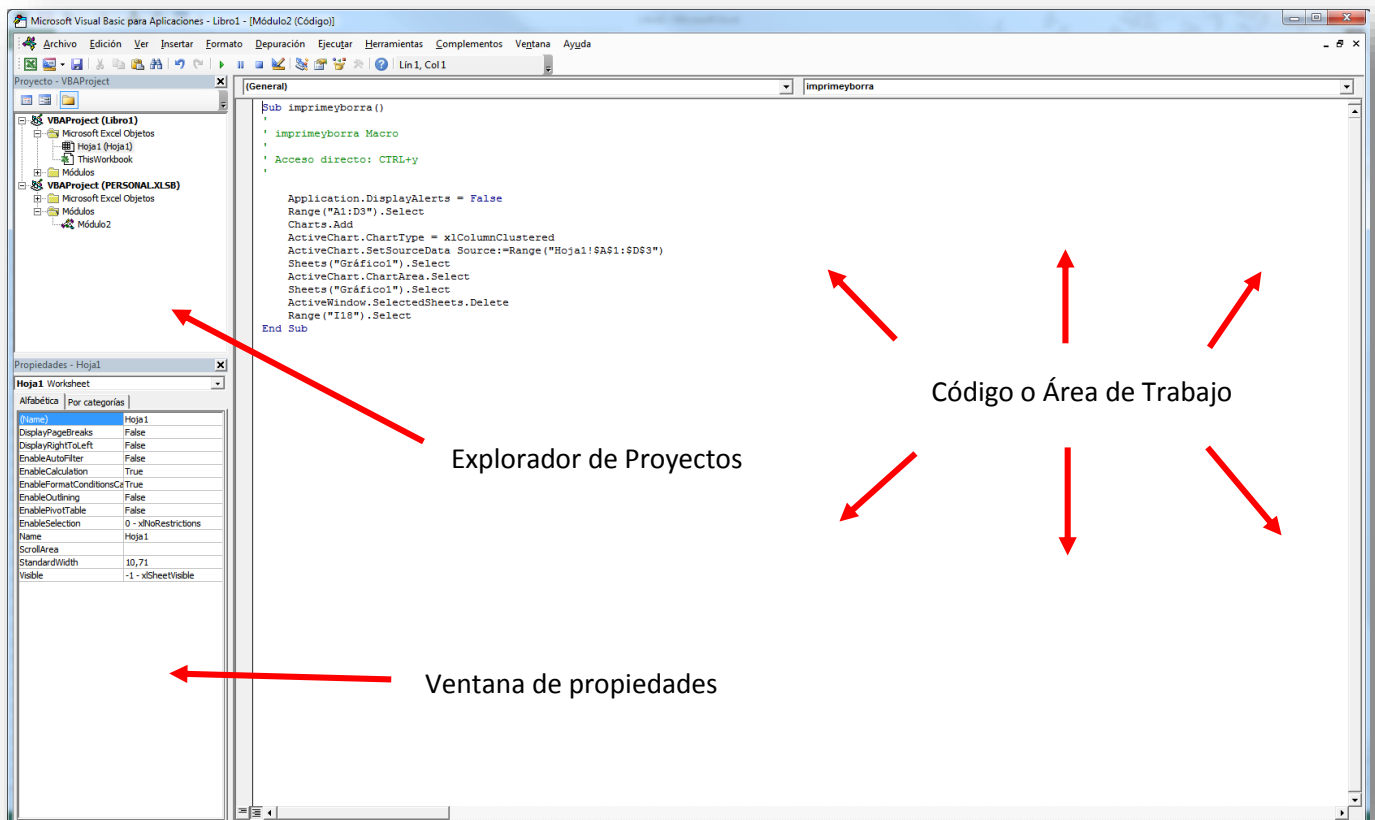 Microsoft Visual Basic para Aplicaciones - Libro1 - [Módulo2 (Código)]
Archivo Edición Ver Insertar Formato Depuración Ejecutar Herramientas Complementos Ventana Ayuda
Lín 1, Col 1
Proyecto - VBAProject
VBAProject (Libro1)
Microsoft Excel Objetos
Hoja1 (Hoja1)
ThisWorkbook
Módulos
VBAProject (PERSONAL.XLSB)
Microsoft Excel Objetos
Módulos
Módulo2
(General)
imprimeyborra
Sub imprimeyborra()
'
' imprimeyborra Macro
'
' Acceso directo: CTRL+y
'
Application.DisplayAlerts = False
Range("A1:D3").Select
Charts.Add
ActiveChart.ChartType = xlColumnClustered
ActiveChart.SetSourceData Source:=Range("Hoja1!$A$1:$D$3")
Sheets("Gráfico1").Select
ActiveChart.ChartArea.Select
Sheets("Gráfico1").Select
ActiveWindow.SelectedSheets.Delete
Range("I18").Select
End Sub
Código o Área de Trabajo
Explorador de Proyectos
Ventana de propiedades
Propiedades - Hoja1
Hoja1 Worksheet
Alfabética Por categorías
(Name) Hoja1
DisplayPageBreaks False
DisplayRightToLeft False
EnableAutoFilter False
EnableCalculation True
EnableFormatConditionsCa True
EnableOutlining False
EnablePivotTable False
EnableSelection 0 - xlNoRestrictions
Name Hoja1
ScrollArea
StandardWidth 10,71
Visible -1 - xlSheetVisible